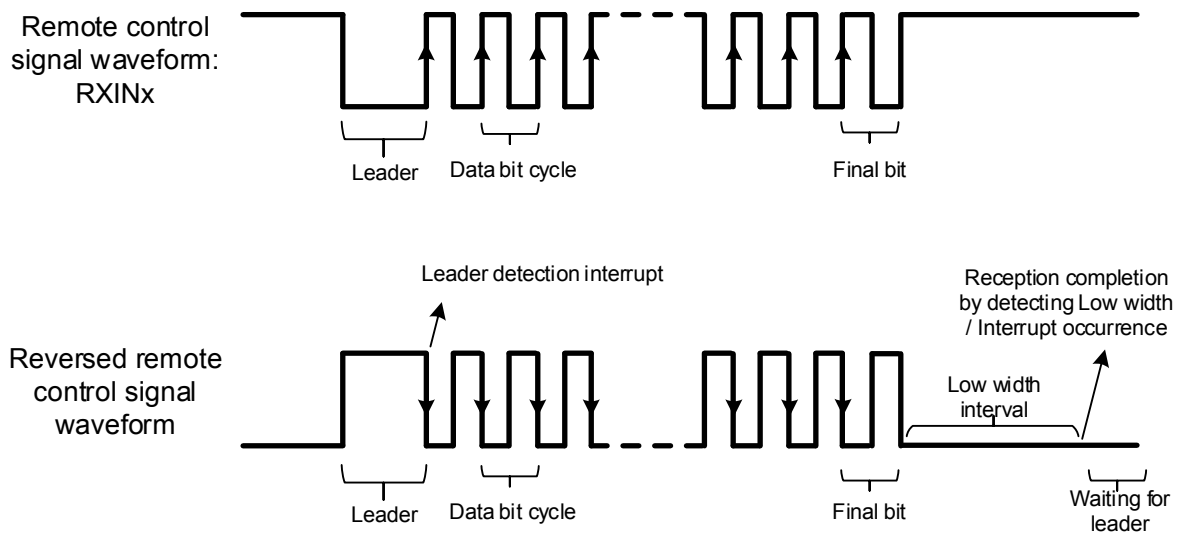 Remote control
signal waveform:
RXINx
Leader
Data bit cycle
Final bit
Leader detection interrupt
Reception completion
by detecting Low width
/ Interrupt occurrence
Reversed remote
control signal
waveform
Low width
interval
Leader
Data bit cycle
Final bit
Waiting for
leader